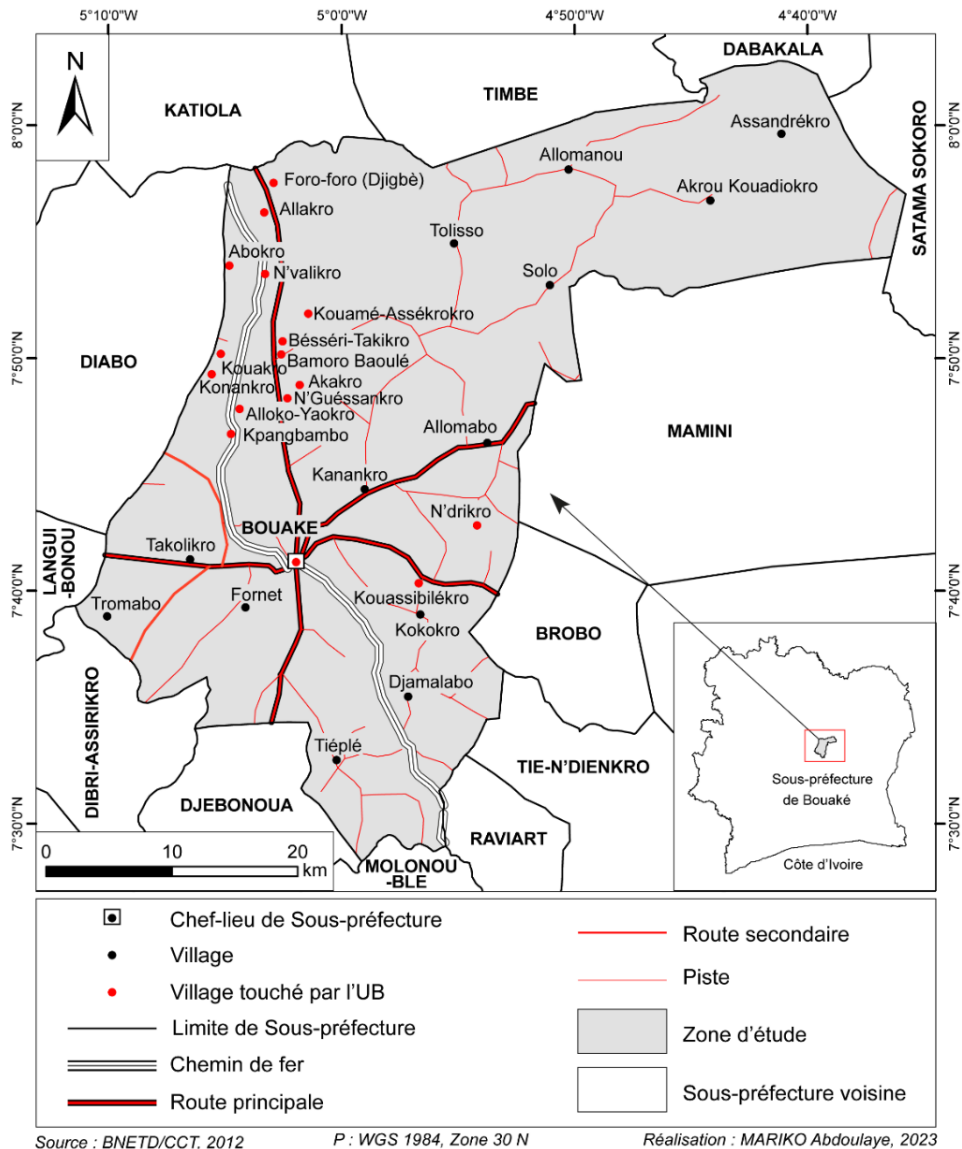 5°10'0"W
5°0'0"W
4°50'0"W
4°40'0"W
N
DABAKALA
KATIOLA
TIMBE
8°0'0"N
8°0'0"N
Assandrékro
Allomanou
SATAMA SOKORO
Foro-foro (Djigbè)
Akrou Kouadiokro
Allakro
Tolisso
Abokro
N'valikro
Solo
Kouamé-Assékrokro
Bésséri-Takikro
DIABO
Kouakro
Bamoro Baoulé
7°50'0"N
7°50'0"N
Konankro
Akakro
N'Guéssankro
Alloko-Yaokro
Allomabo
MAMINI
Kpangbambo
Kanankro
N'drikro
BOUAKE
LANGUI
-BONOU
Takolikro
7°40'0"N
7°40'0"N
Tromabo
Fornet
Kouassibilékro
Kokokro
BROBO
Djamalabo
DIBRI-ASSIRIKRO
Tiéplé
TIE-N'DIENKRO
DJEBONOUA
Sous-préfecture
de Bouaké
7°30'0"N
7°30'0"N
RAVIART
0 10 20
km
MOLONOU
-BLE
Côte d'Ivoire
Chef-lieu de Sous-préfecture
Village
Village touché par l'UB
Limite de Sous-préfecture
Chemin de fer
Route principale
Route secondaire
Piste
Zone d'étude
Sous-préfecture voisine
Source : BNETD/CCT. 2012 P : WGS 1984, Zone 30 N Réalisation : MARIKO Abdoulaye, 2023